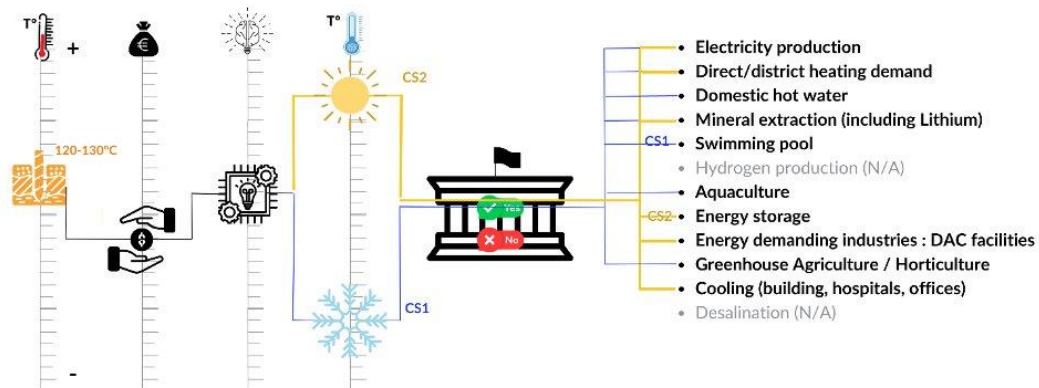 T°
T°
+
€
CS2
120-130°C
Yes
No
CS1
-
• Electricity production
• Direct/district heating demand
• Domestic hot water
• Mineral extraction (including Lithium)
CS1
• Swimming pool
• Hydrogen production (N/A)
• Aquaculture
CS2
• Energy storage
• Energy demanding industries : DAC facilities
• Greenhouse Agriculture / Horticulture
• Cooling (building, hospitals, offices)
• Desalination (N/A)